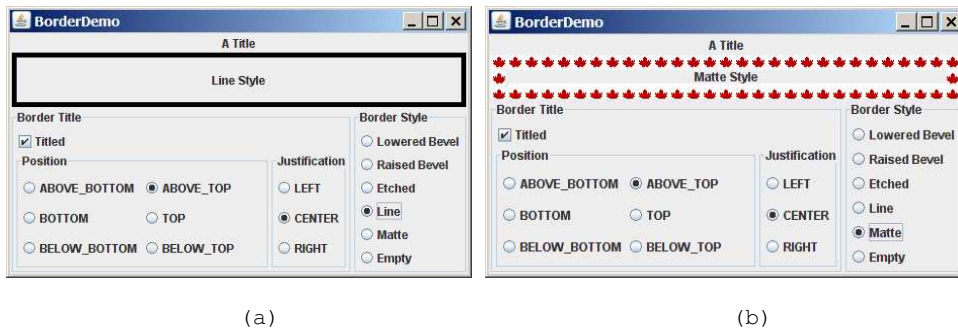 BorderDemo
A Title
Line Style
Border Title
Titled
Position
ABOVE_BOTTOM ABOVE_TOP
BOTTOM TOP
BELOW_BOTTOM BELOW_TOP
Justification
LEFT
CENTER
RIGHT
Border Style
Lowered Bevel
Raised Bevel
Etched
Line
Matte
Empty
(a)
BorderDemo
A Title
Matte Style
Border Title
Titled
Position
ABOVE_BOTTOM ABOVE_TOP
BOTTOM TOP
BELOW_BOTTOM BELOW_TOP
Justification
LEFT
CENTER
RIGHT
Border Style
Lowered Bevel
Raised Bevel
Etched
Line
Matte
Empty
(b)